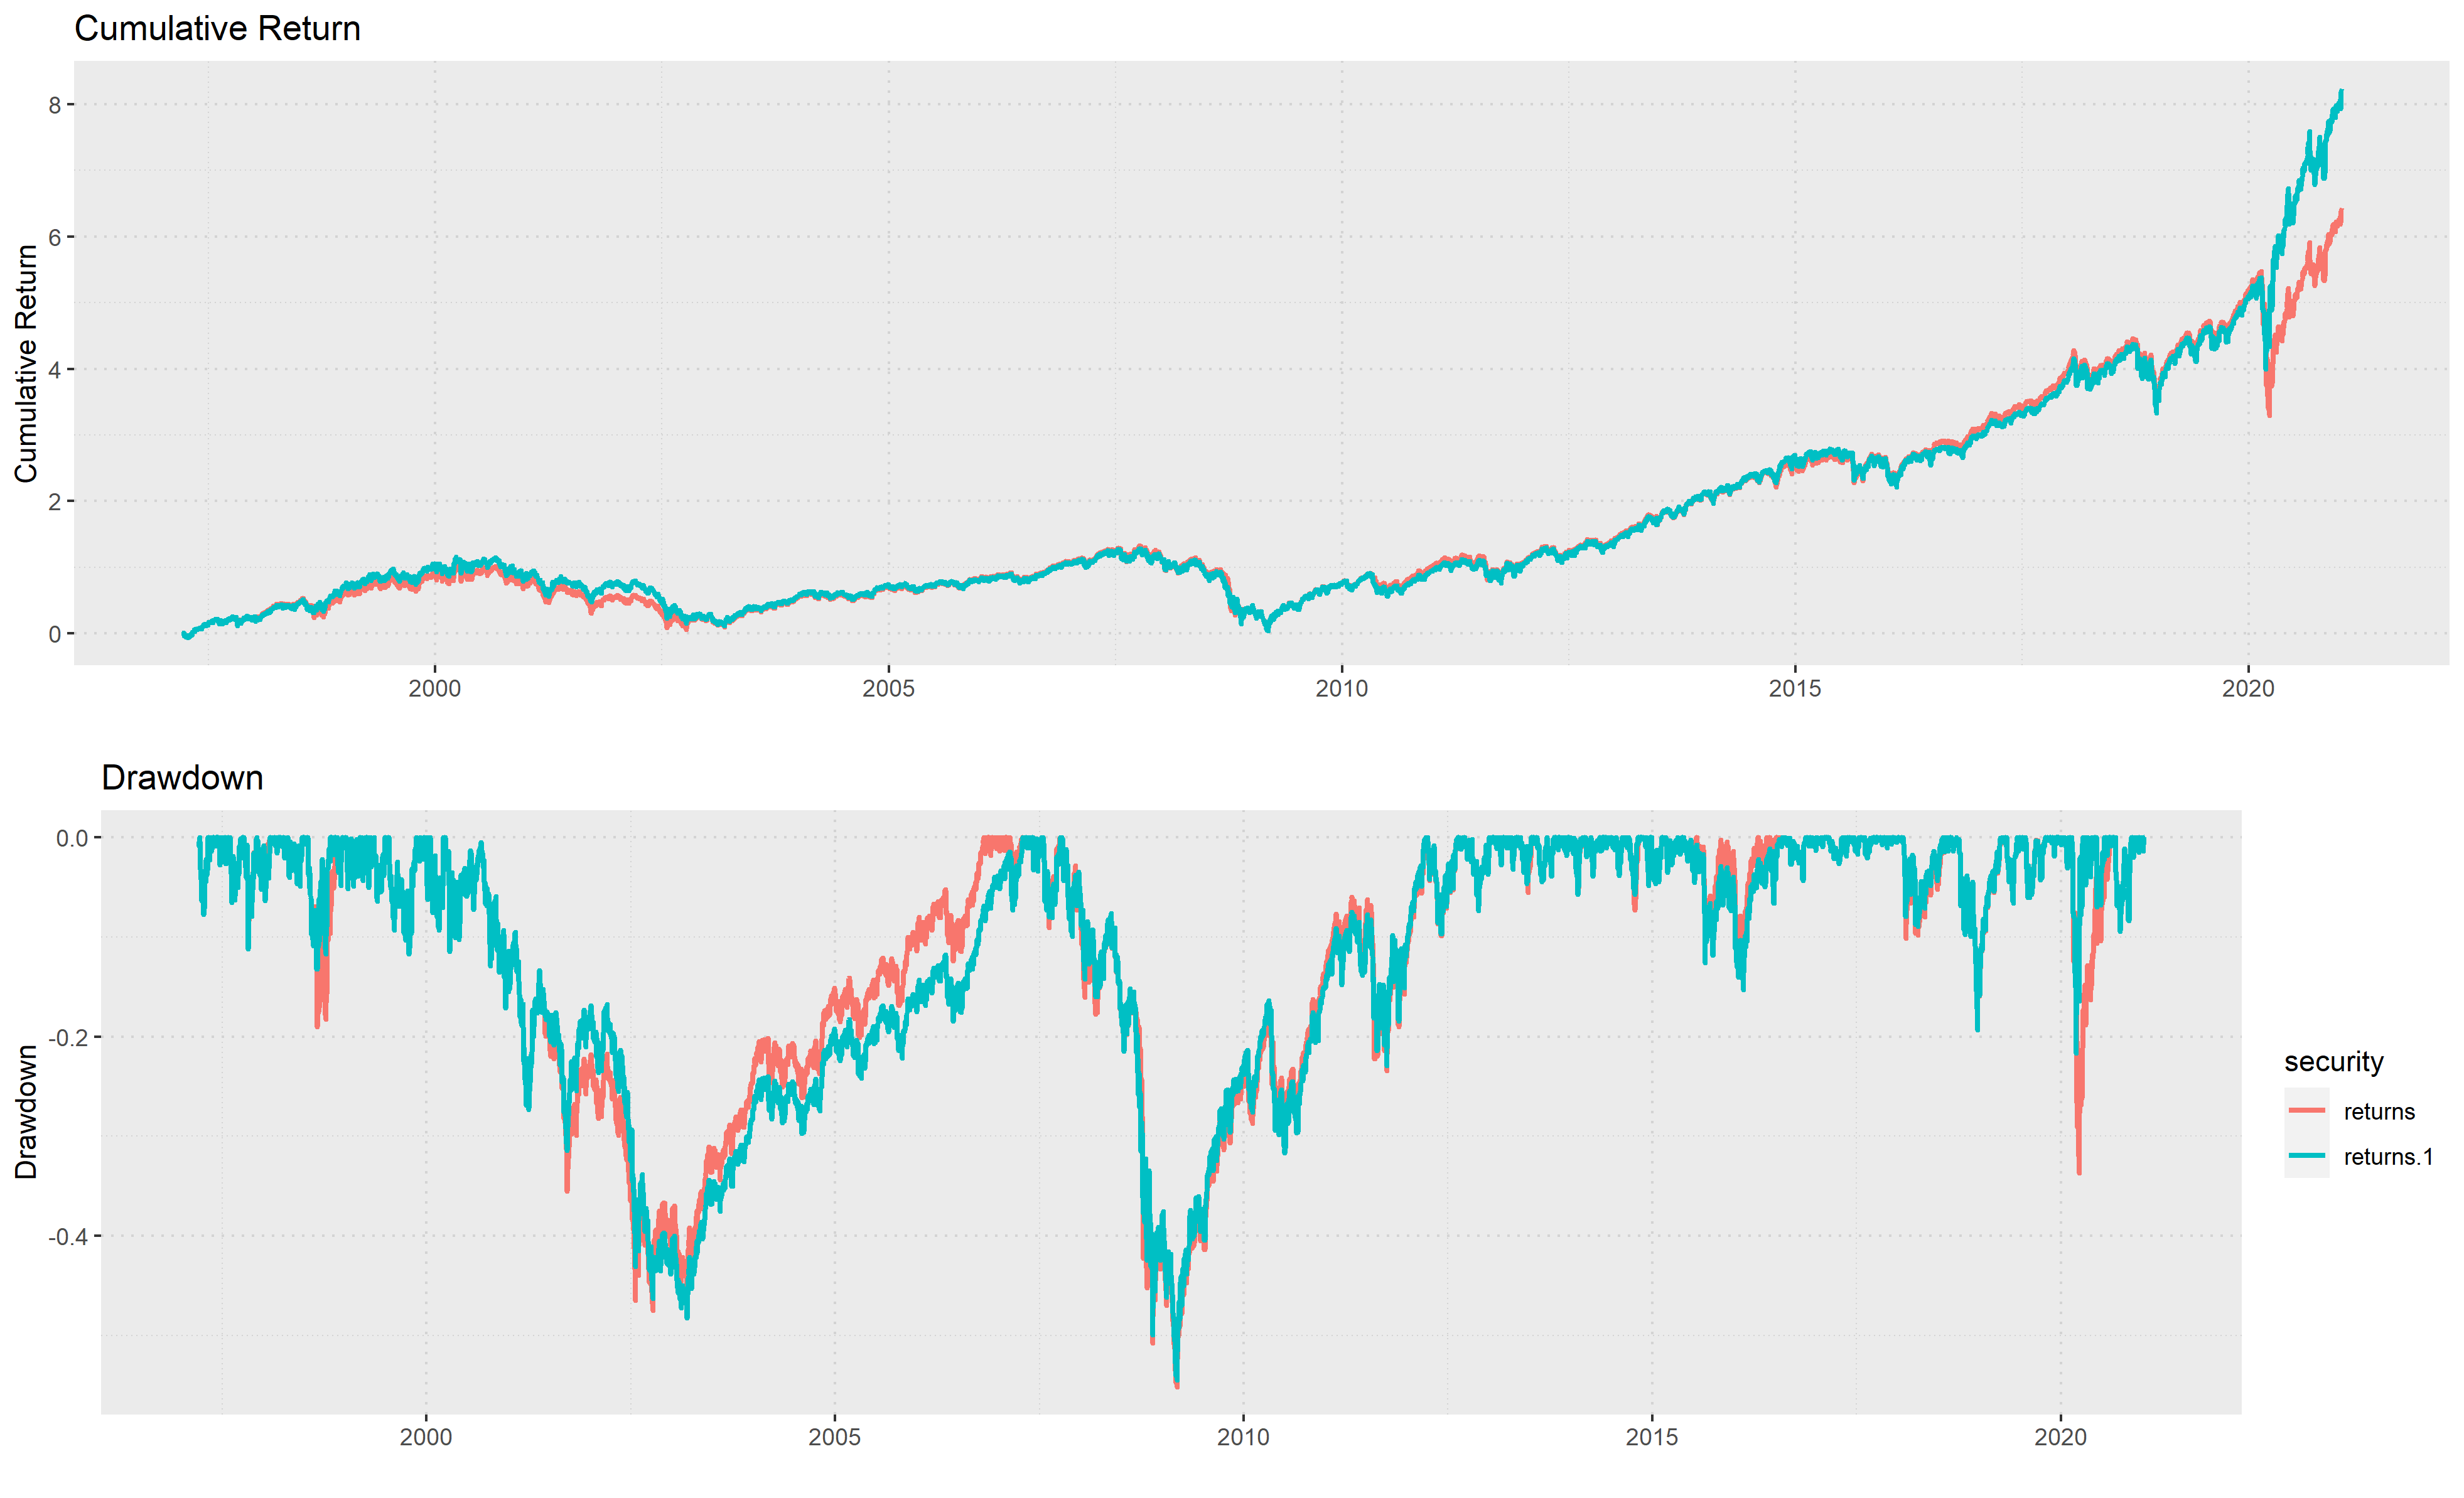 Cumulative Return
Cumulative Return
8
6
4
2
0
2000 2005 2010 2015 2020
Drawdown
Drawdown
0.0
-0.2
-0.4
2000 2005 2010 2015 2020
security
returns
returns.1